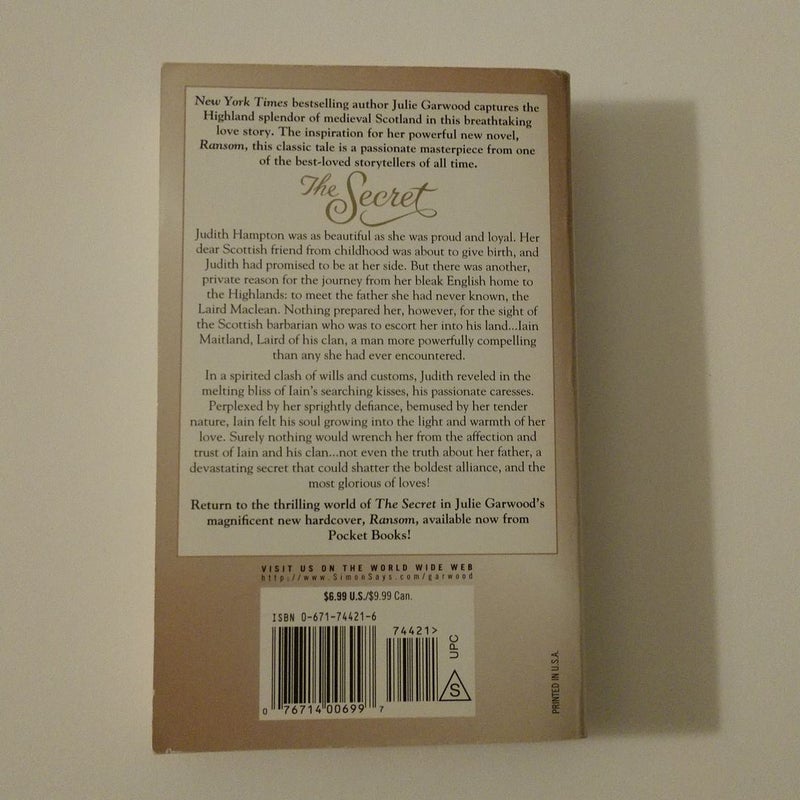 New York Times bestselling author Julie Garwood captures the
Highland splendor of medieval Scotland in this breathtaking
love story. The inspiration for her powerful new novel,
Ransom, this classic tale is a passionate masterpiece from one
of the best-loved storytellers of all time.
The Secret
Judith Hampton was as beautiful as she was proud and loyal. Her
dear Scottish friend from childhood was about to give birth, and
Judith had promised to be at her side. But there was another,
private reason for the journey from her bleak English home to
the Highlands: to meet the father she had never known, the
Laird Maclean. Nothing prepared her, however, for the sight of
the Scottish barbarian who was to escort her into his land...Iain
Maitland, Laird of his clan, a man more powerfully compelling
than any she had ever encountered.
In a spirited clash of wills and customs, Judith reveled in the
melting bliss of Iain's searching kisses, his passionate caresses.
Perplexed by her sprightly defiance, bemused by her tender
nature, Iain felt his soul growing into the light and warmth of her
love. Surely nothing would wrench her from the affection and
trust of Iain and his clan...not even the truth about her father, a
devastating secret that could shatter the boldest alliance, and the
most glorious of loves!
Return to the thrilling world of The Secret in Julie Garwood's
magnificent new hardcover, Ransom, available now from
Pocket Books!
VISIT US ON THE WORLD WIDE WEB
http://www.SimonSays.com/garwood
$6.99 U.S./$9.99 Can.
ISBN 0-671-74421-6
74421>
0 76714 00699 7
UPC
S
PRINTED IN U.S.A.